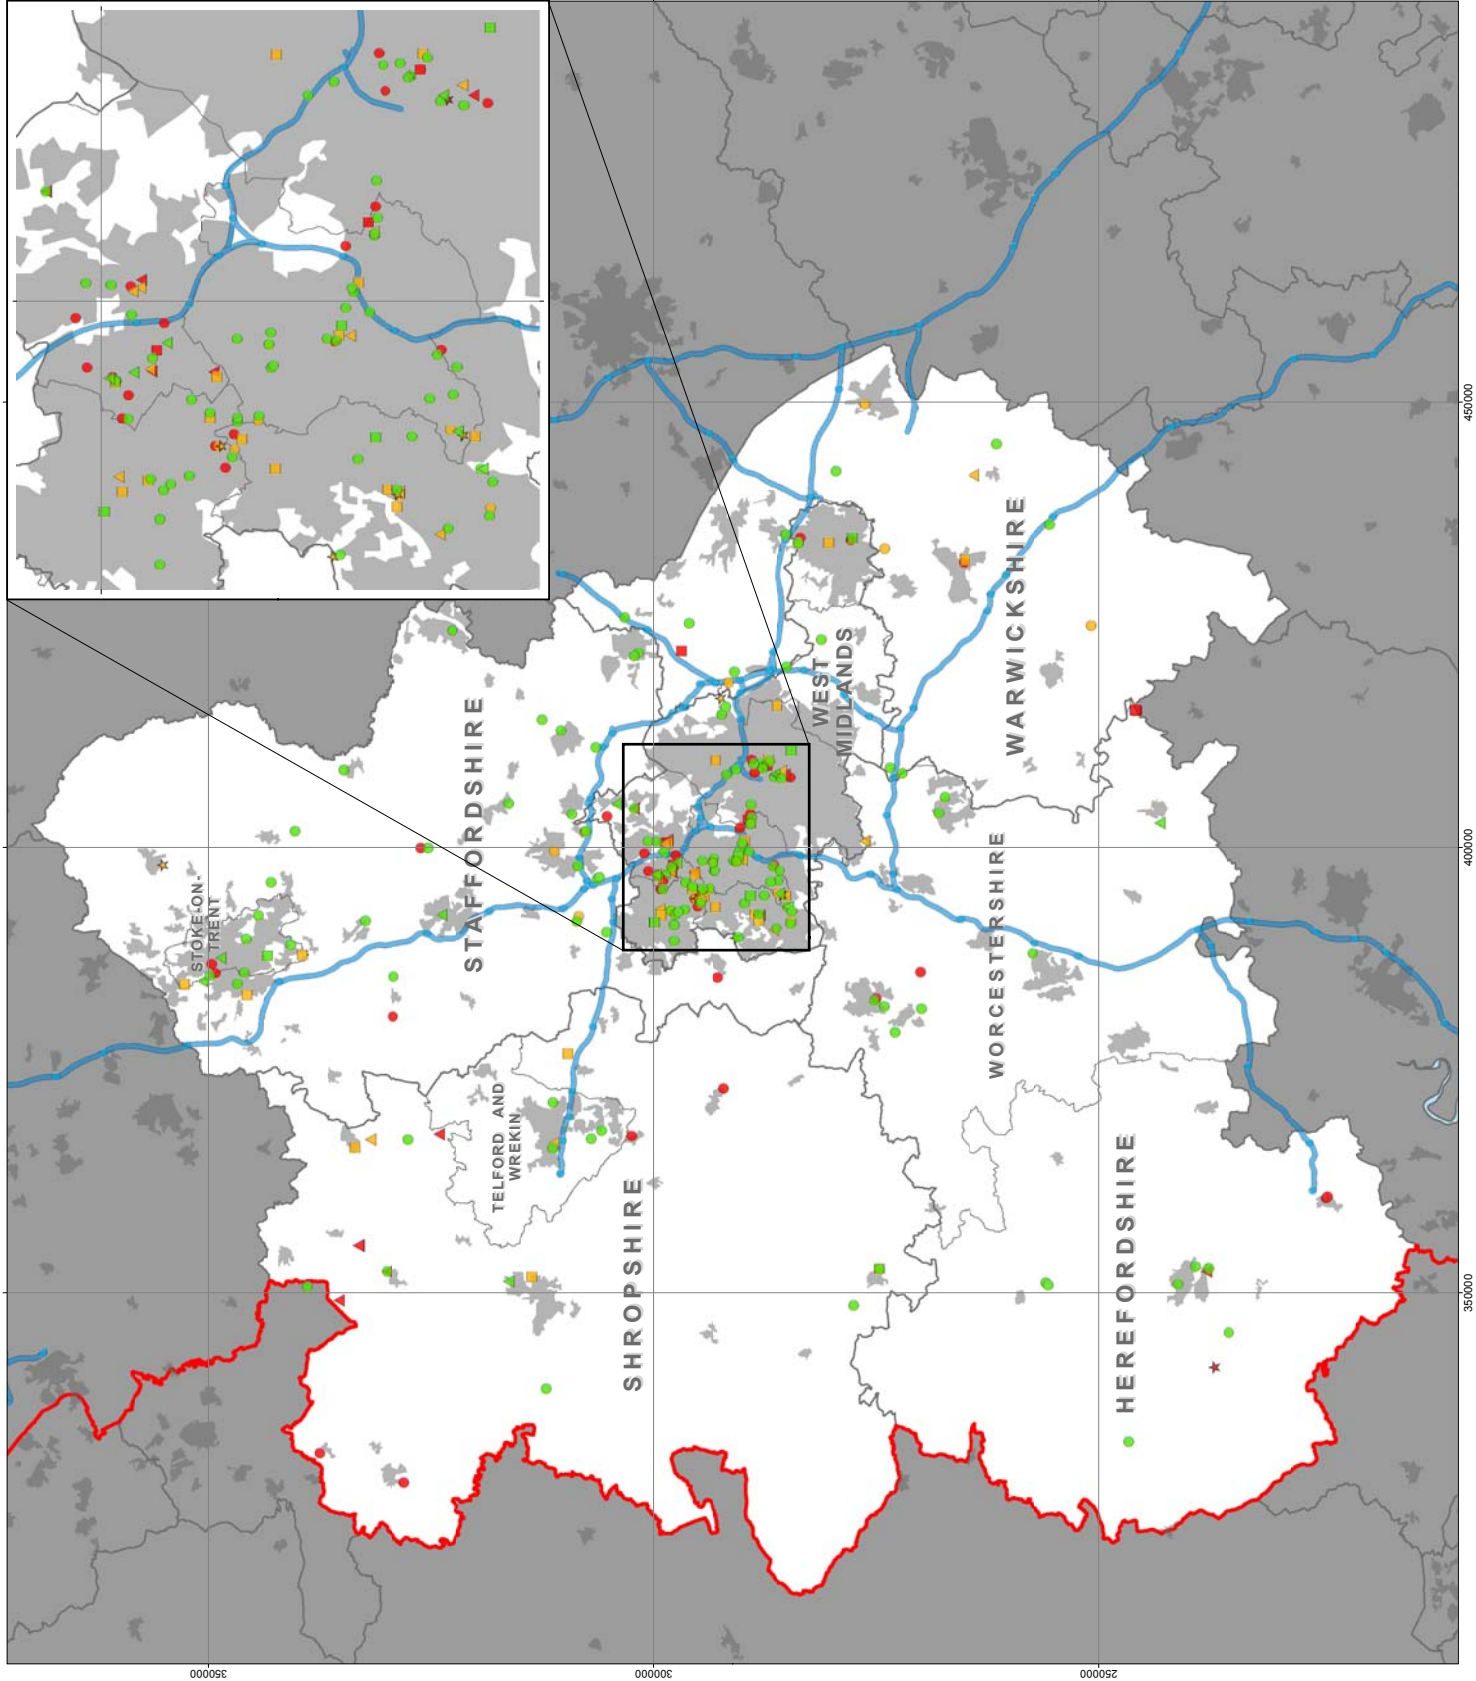 STOKE-ON-
TRENT
STAFFORDSHIRE
TELFORD AND
WREKIN
SHROPSHIRE
WEST
MIDLANDS
WARWICKSHIRE
WORCESTERSHIRE
HEREFORDSHIRE
450000
400000
350000
350000
300000
250000